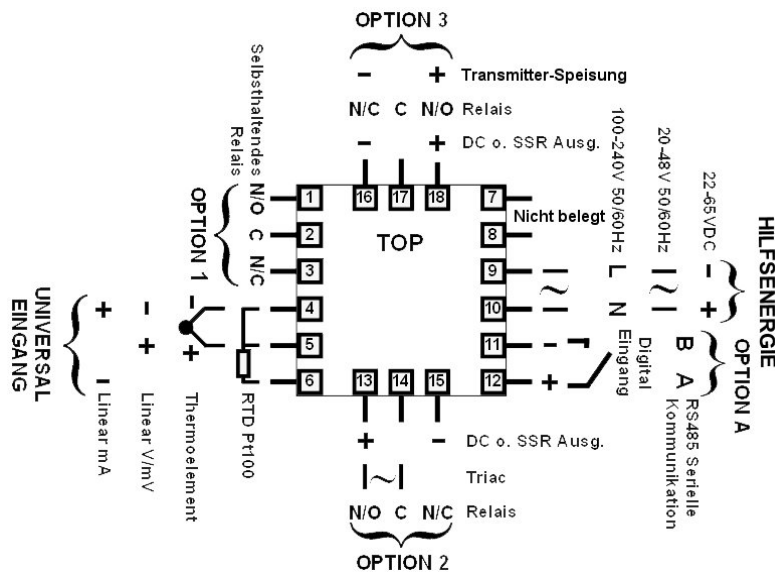 OPTION 3
- + Transmitter-Speisung
N/C C N/O Relais
- + DC o. SSR Ausg.
Selbsthaltendes
Relais
N/O
C
N/C
OPTION 1
1
2
3
4
5
6
16 17 18
TOP
7
8
9
10
11
12
13 14 15
Nicht belegt
100-240V 50/60Hz
L
N
20-48V 50/60Hz
~
22-65VDC
- +
HILFSENERGIE
~
- +
Digital
Eingang
B A
RS485 Serielle
Kommunikation
OPTION A
UNIVERSAL
EINGANG
+ - Linear mA
- + Linear V/mV
- + Thermoelement
RTD Pt100
+ - DC o. SSR Ausg.
~ Triac
N/O C N/C Relais
OPTION 2